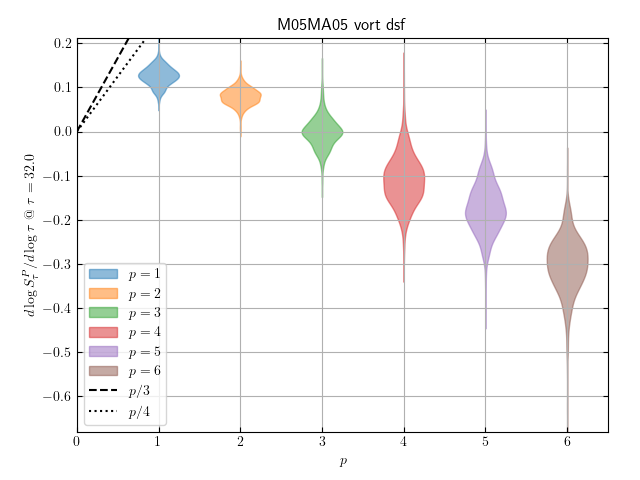 M05MA05 vort dsf
d log S_τ^P / d log τ @ τ = 32.0
0.2
0.1
0.0
−0.1
−0.2
−0.3
−0.4
−0.5
−0.6
p = 1
p = 2
p = 3
p = 4
p = 5
p = 6
p/3
p/4
0 1 2 3 4 5 6
p